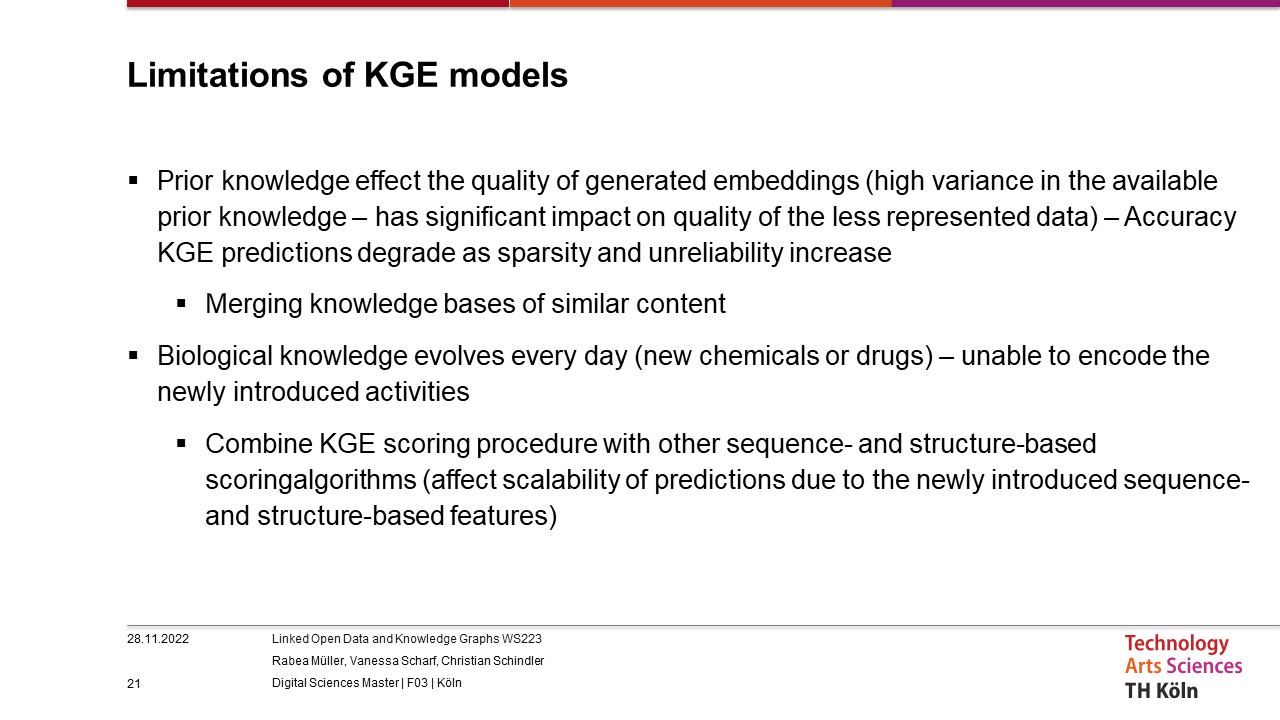 Limitations of KGE models
▪ Prior knowledge effect the quality of generated embeddings (high variance in the available
prior knowledge – has significant impact on quality of the less represented data) – Accuracy
KGE predictions degrade as sparsity and unreliability increase
▪ Merging knowledge bases of similar content
▪ Biological knowledge evolves every day (new chemicals or drugs) – unable to encode the
newly introduced activities
▪ Combine KGE scoring procedure with other sequence- and structure-based
scoringalgorithms (affect scalability of predictions due to the newly introduced sequence-
and structure-based features)
28.11.2022
Linked Open Data and Knowledge Graphs WS223
Rabea Müller, Vanessa Scharf, Christian Schindler
21
Digital Sciences Master | F03 | Köln
Technology
Arts Sciences
TH Köln